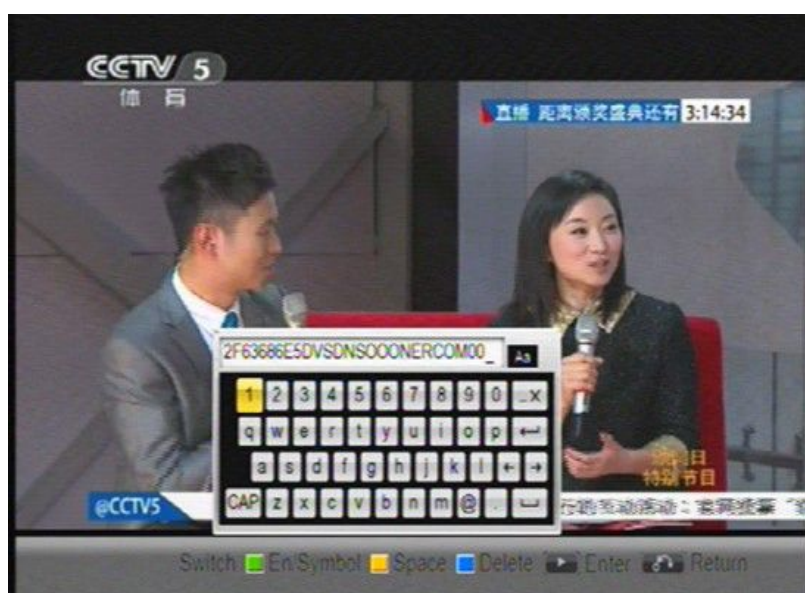 CCTV 5
体育
直播 距离颁奖盛典还有 3:14:34
2F63686E5DVSDNSOOONERCOM00_ Aa
1 2 3 4 5 6 7 8 9 0 ←X
q w e r t y u i o p ↵
a s d f g h j k l ← →
CAP z x c v b n m @ . ␣
特别节目
@CCTV5
Switch En/Symbol Space Delete Enter Return